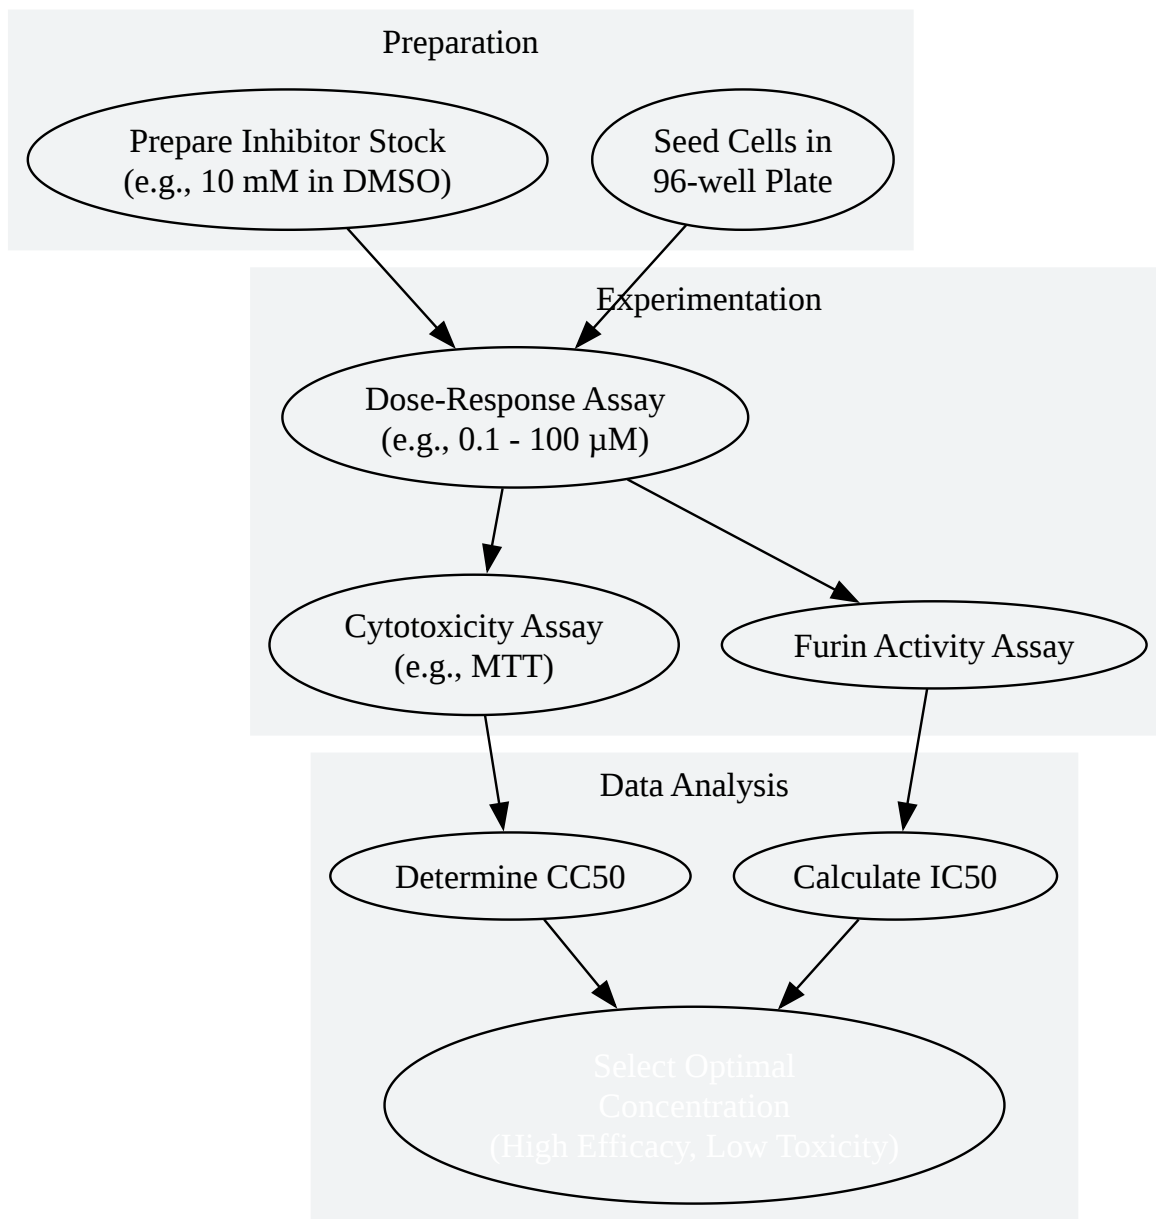 Preparation
Prepare Inhibitor Stock
(e.g., 10 mM in DMSO)
Seed Cells in
96-well Plate
Experimentation
Dose-Response Assay
(e.g., 0.1 - 100 µM)
Cytotoxicity Assay
(e.g., MTT)
Furin Activity Assay
Data Analysis
Determine CC50
Calculate IC50
Select Optimal
Concentration
(High Efficacy, Low Toxicity)